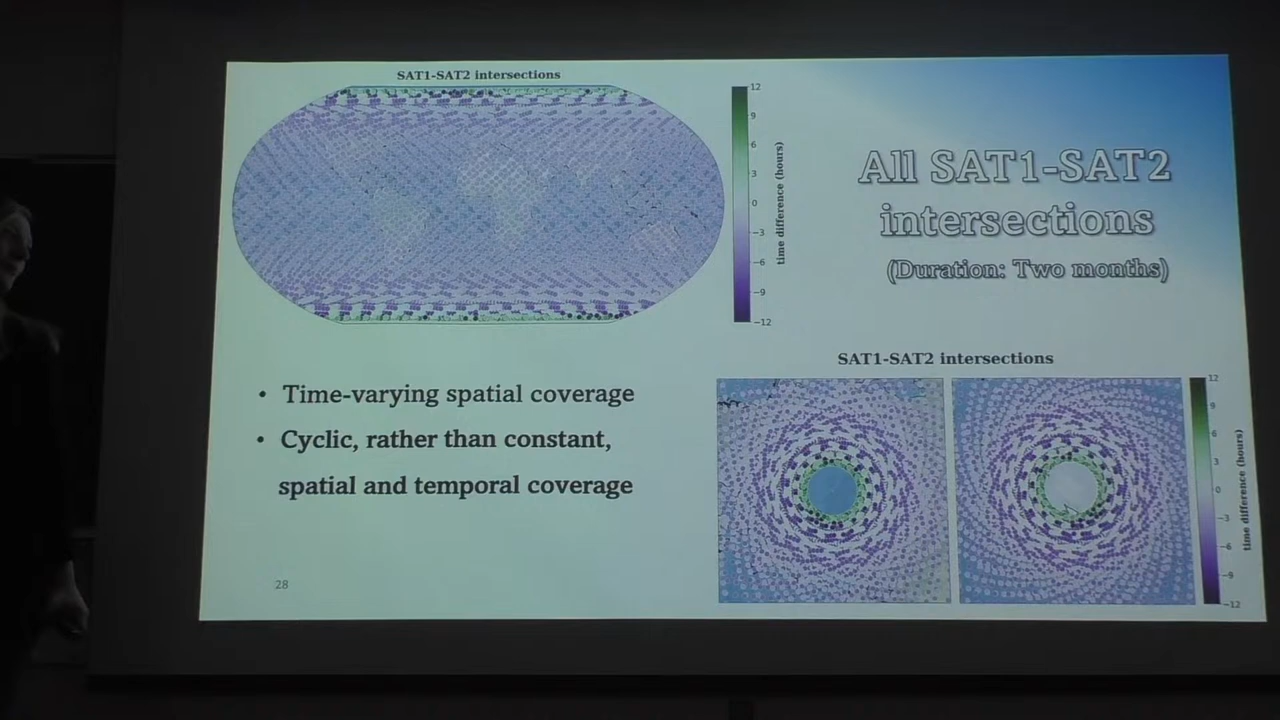 SAT1-SAT2 intersections
12
9
6
3
0
−3
−6
−9
−12
time difference (hours)
All SAT1-SAT2
intersections
(Duration: Two months)
• Time-varying spatial coverage
• Cyclic, rather than constant,
spatial and temporal coverage
SAT1-SAT2 intersections
12
9
6
3
0
−3
−6
−9
−12
time difference (hours)
28